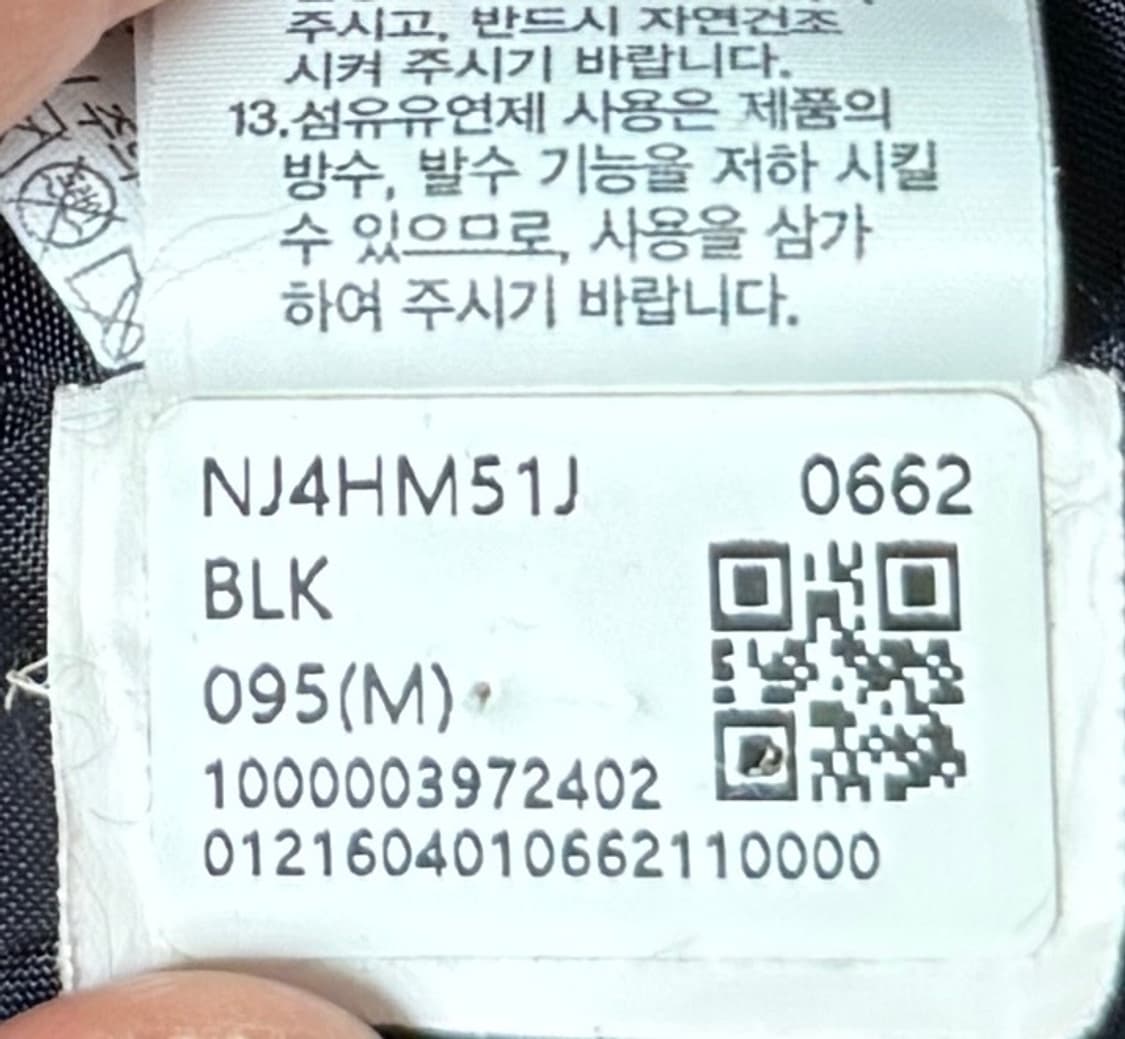 주시고, 반드시 자연건조
시켜 주시기 바랍니다.
13.섬유유연제 사용은 제품의
방수, 발수 기능을 저하 시킬
수 있으므로, 사용을 삼가
하여 주시기 바랍니다.
NJ4HM51J 0662
BLK
095(M)
1000003972402
0121604010662110000